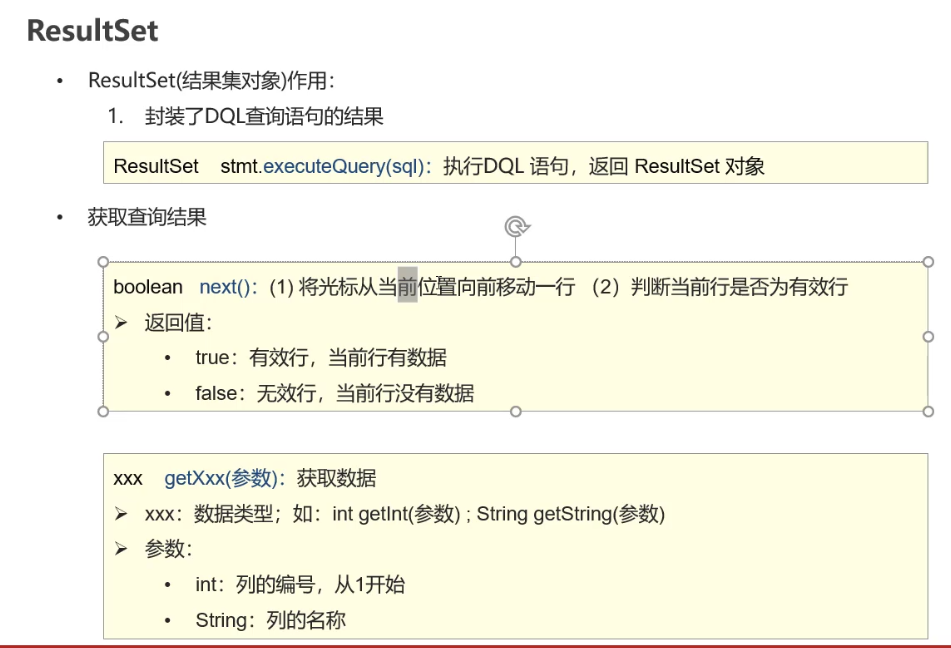 ResultSet
• ResultSet(结果集对象)作用：
1. 封装了DQL查询语句的结果
ResultSet stmt.executeQuery(sql)：执行DQL 语句，返回 ResultSet 对象
• 获取查询结果
boolean next()：(1) 将光标从当前位置向前移动一行 （2）判断当前行是否为有效行
➢ 返回值：
• true：有效行，当前行有数据
• false：无效行，当前行没有数据
xxx getXxx(参数)：获取数据
➢ xxx：数据类型；如：int getInt(参数) ; String getString(参数)
➢ 参数：
• int：列的编号，从1开始
• String：列的名称